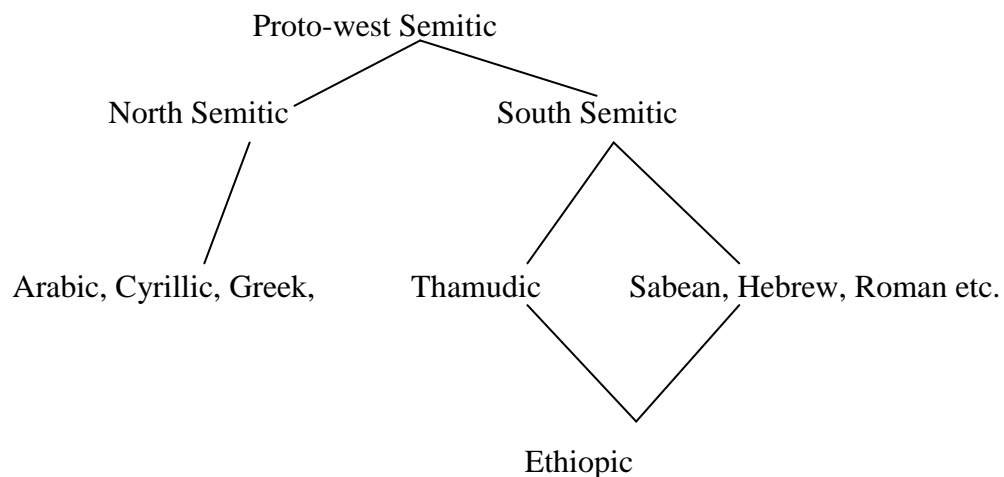 Proto-west Semitic
North Semitic
South Semitic
Arabic, Cyrillic, Greek,
Thamudic
Sabean, Hebrew, Roman etc.
Ethiopic